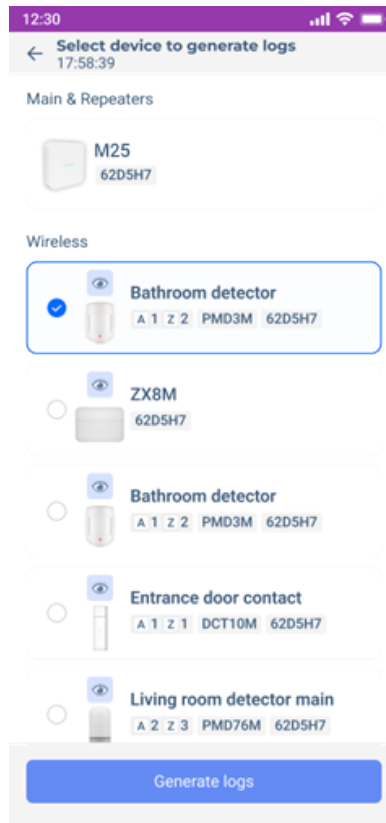 12:30
Select device to generate logs
17:58:39
Main & Repeaters
M25
62D5H7
Wireless
Bathroom detector
A 1 Z 2 PMD3M 62D5H7
ZX8M
62D5H7
Bathroom detector
A 1 Z 2 PMD3M 62D5H7
Entrance door contact
A 1 Z 1 DCT10M 62D5H7
Living room detector main
A 2 Z 3 PMD76M 62D5H7
Generate logs